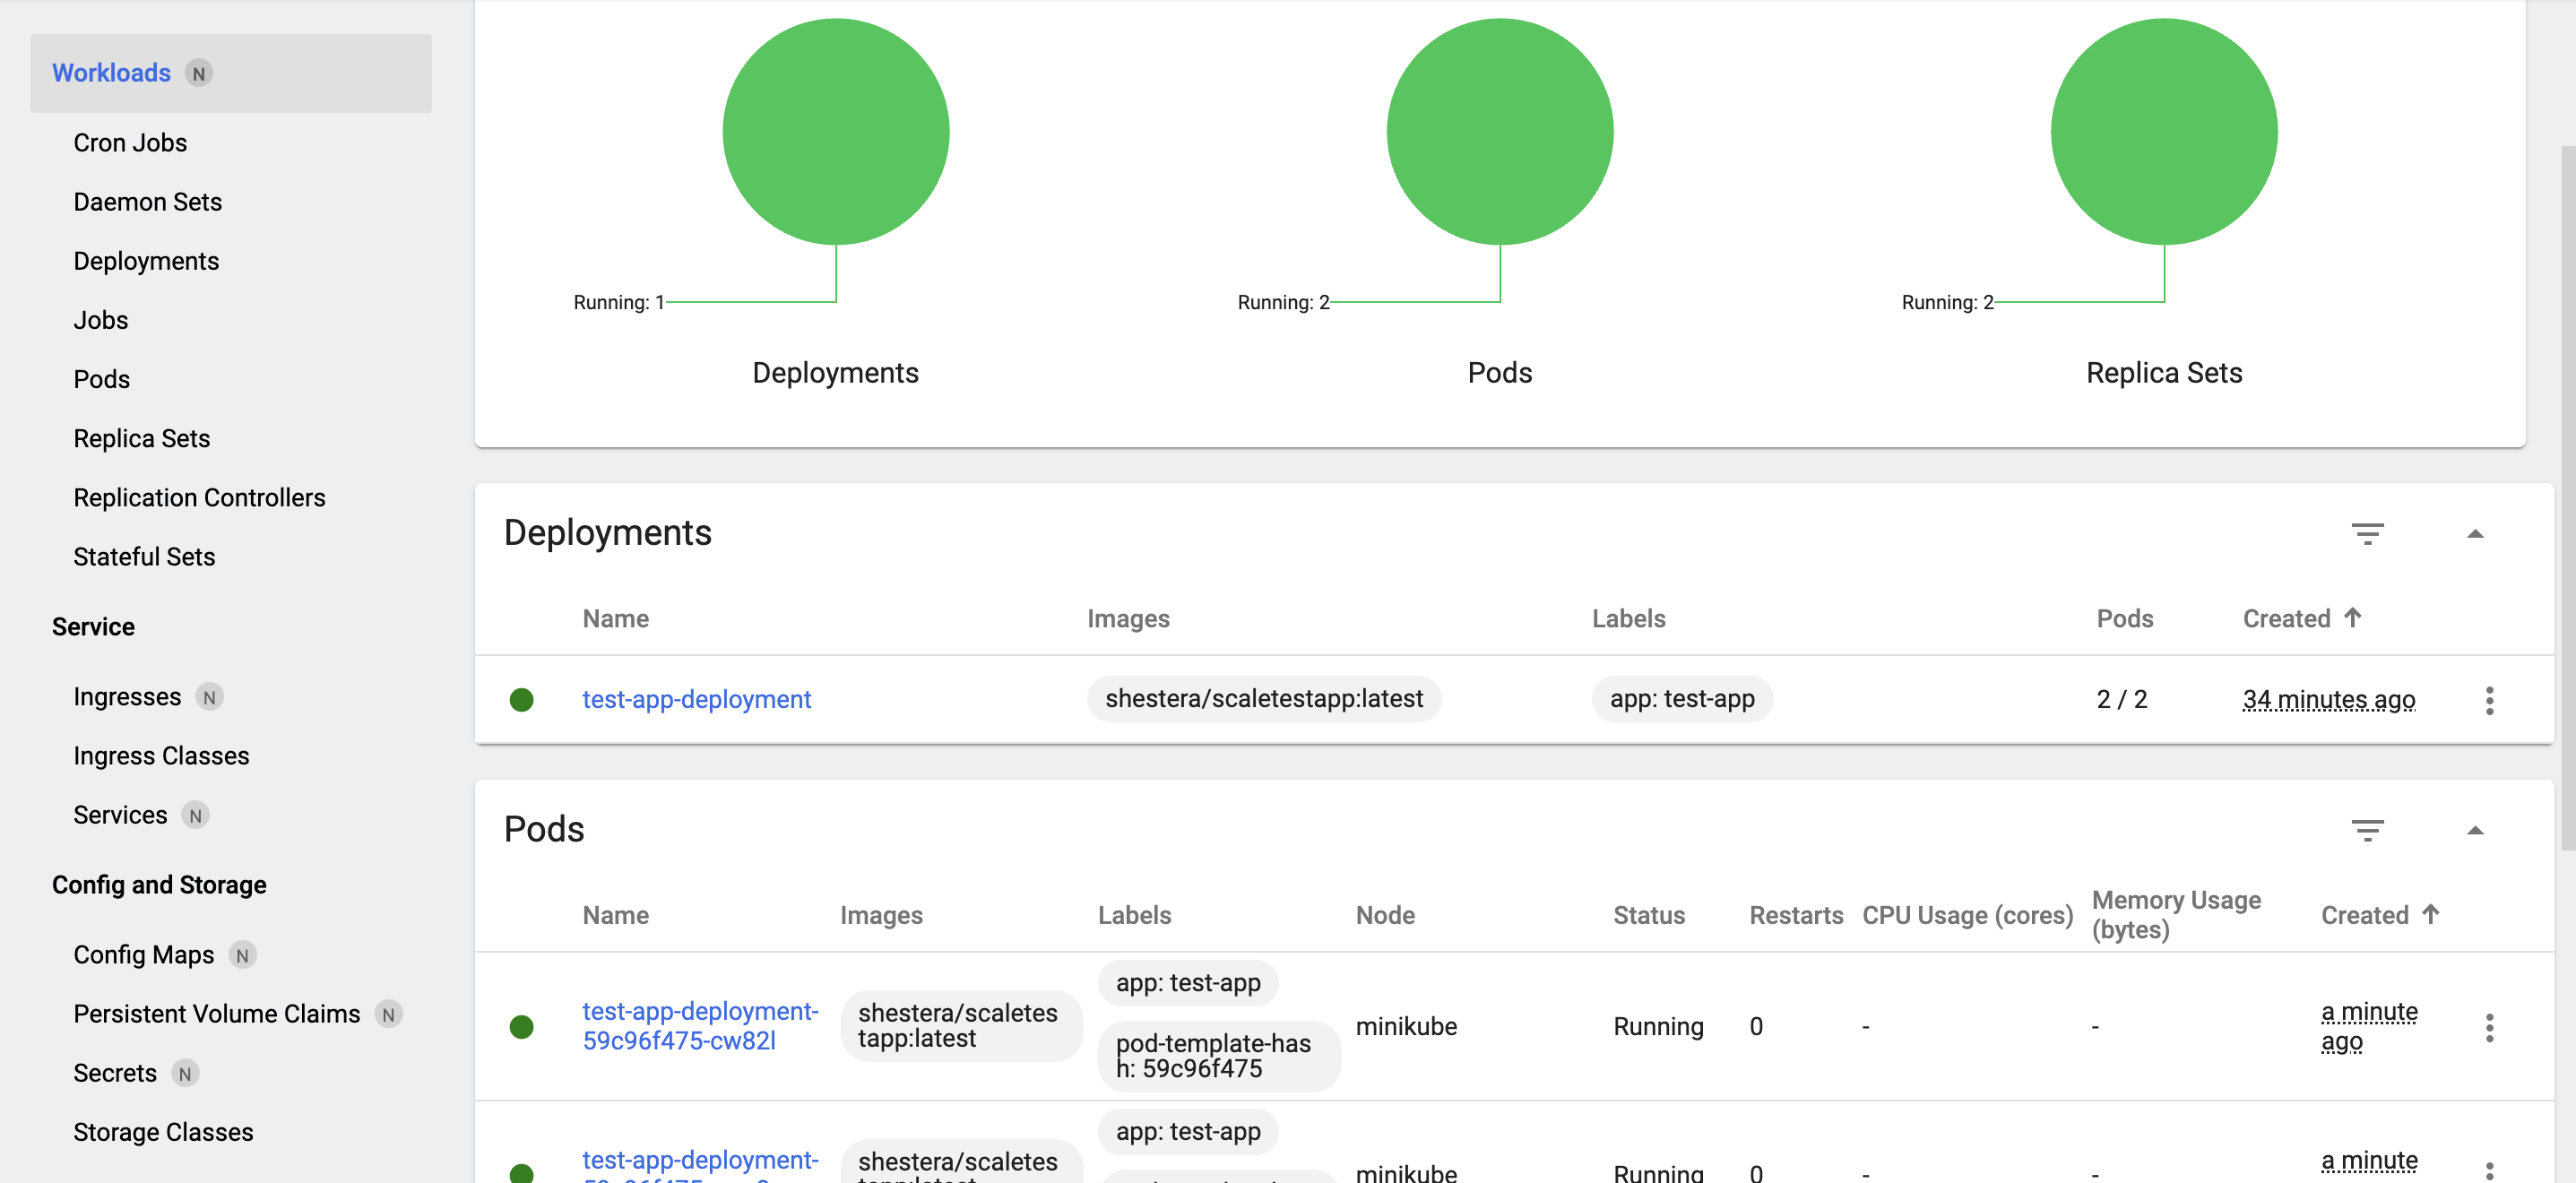 Workloads N
Cron Jobs
Daemon Sets
Deployments
Jobs
Pods
Replica Sets
Replication Controllers
Stateful Sets
Service
Ingresses N
Ingress Classes
Services N
Config and Storage
Config Maps N
Persistent Volume Claims N
Secrets N
Storage Classes
Running: 1
Running: 2
Running: 2
Deployments
Pods
Replica Sets
Deployments
Name Images Labels Pods Created
test-app-deployment shestera/scaletestapp:latest app: test-app 2 / 2 34 minutes ago
Pods
Name Images Labels Node Status Restarts CPU Usage (cores) Memory Usage
(bytes) Created
app: test-app
test-app-deployment-
59c96f475-cw82l
shestera/scaletes
tapp:latest
pod-template-has
h: 59c96f475
minikube Running 0 - -
a minute
ago
app: test-app
test-app-deployment-
shestera/scaletes
minikube Running 0 - -
a minute